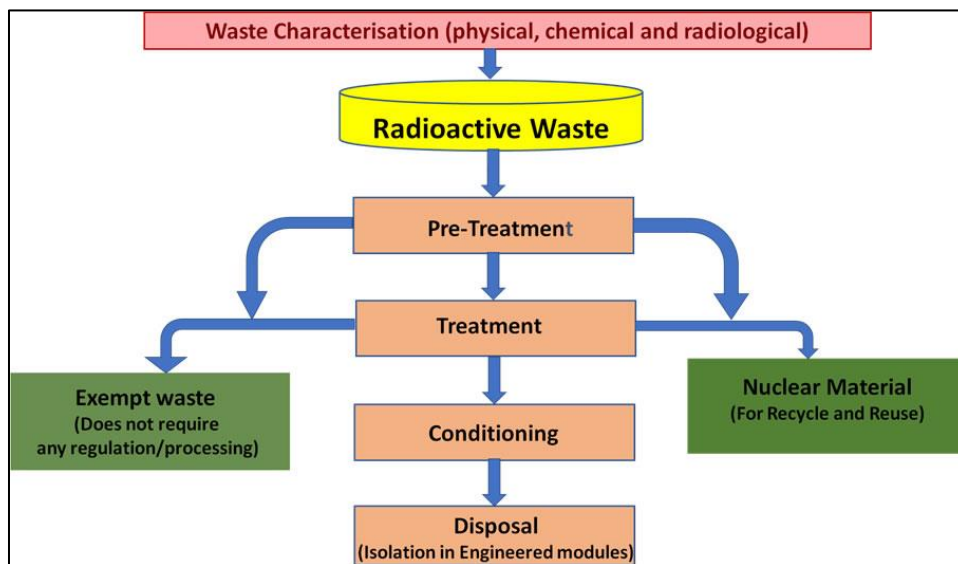 Waste Characterisation (physical, chemical and radiological)
Radioactive Waste
Pre-Treatment
Treatment
Exempt waste
(Does not require
any regulation/processing)
Nuclear Material
(For Recycle and Reuse)
Conditioning
Disposal
(Isolation in Engineered modules)